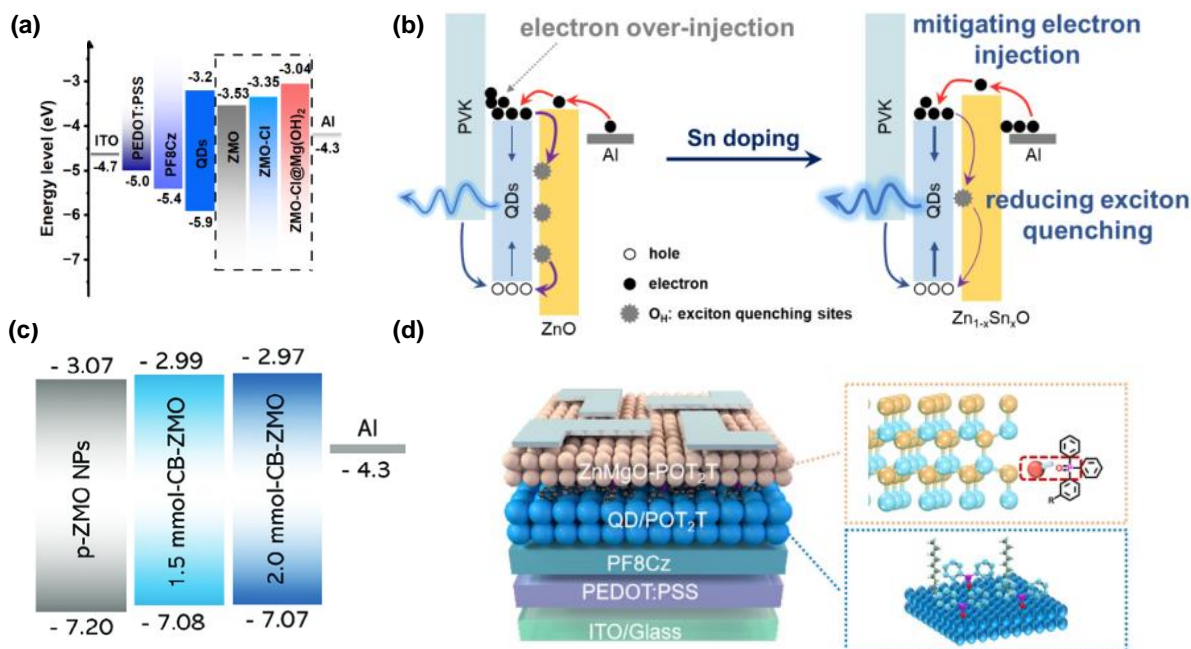 (a)
Energy level (eV)
−3
−4
−5
−6
−7
ITO
-4.7
PEDOT:PSS
-5.0
PF8Cz
-5.4
-3.2
QDs
-5.9
-3.53
ZMO
-3.35
ZMO-Cl
-3.04
ZMO-Cl@Mg(OH)2
Al
-4.3
(b)
electron over-injection
PVK
QDs
Al
ZnO
hole
electron
OH: exciton quenching sites
Sn doping
mitigating electron
injection
PVK
QDs
Al
reducing exciton
quenching
Zn1-xSnxO
(c)
- 3.07
p-ZMO NPs
- 7.20
- 2.99
1.5 mmol-CB-ZMO
- 7.08
- 2.97
2.0 mmol-CB-ZMO
- 7.07
Al
- 4.3
(d)
ZnMgO-POT2T
QD/POT2T
PF8Cz
PEDOT:PSS
ITO/Glass
R